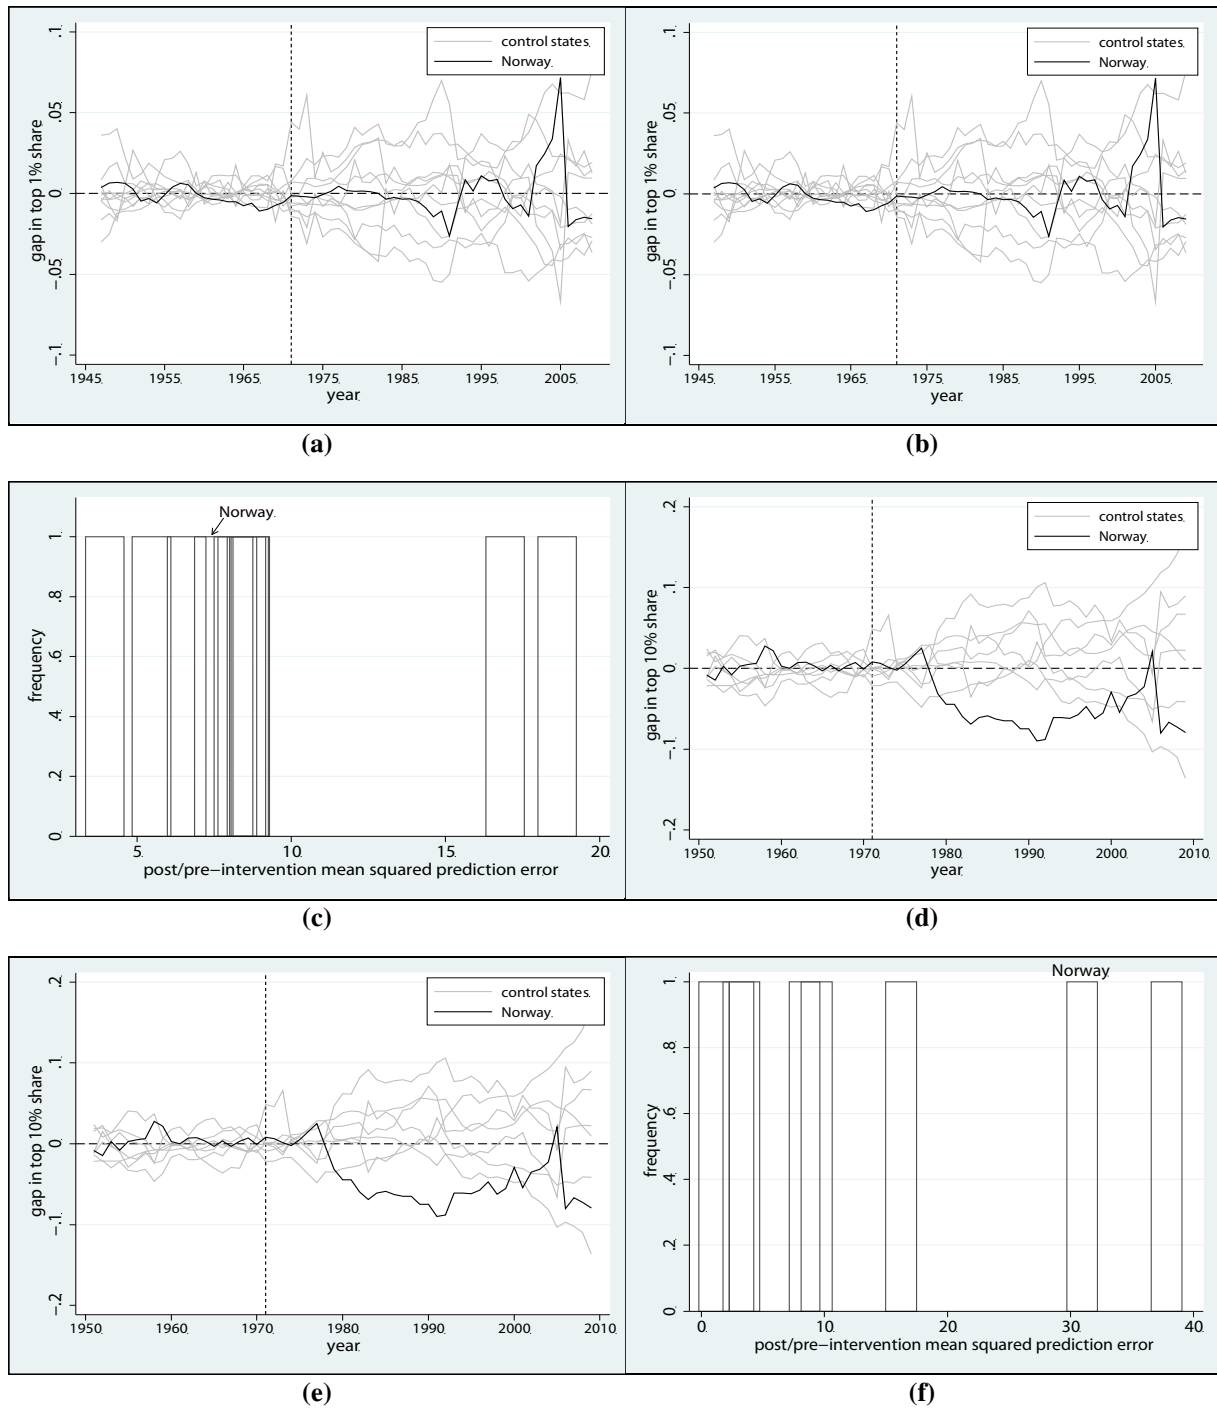 .1.
.05
0
-.05
-.1
gap in top 1% share
control states.
Norway.
1945. 1955. 1965. 1975. 1985. 1995. 2005.
year.
(a)
.1.
.05
0
-.05
-.1
gap in top 1% share
control states.
Norway.
1945. 1955. 1965. 1975. 1985. 1995. 2005.
year.
(b)
Norway.
1.
.8.
.6.
.4.
.2.
0.
frequency
5. 10. 15. 20.
post/pre−intervention mean squared prediction error
(c)
.2.
.1.
0
−.1.
−.2.
gap in top 10% share
control states.
Norway.
1950. 1960. 1970. 1980. 1990. 2000. 2010.
year.
(d)
.2.
.1.
0
−.1.
−.2.
gap in top 10% share
control states.
Norway.
1950. 1960. 1970. 1980. 1990. 2000. 2010.
year.
(e)
Norway
1.
.8.
.6.
.4.
.2.
0.
frequency
0. 10. 20. 30. 40.
post/pre−intervention mean squared prediction error
(f)